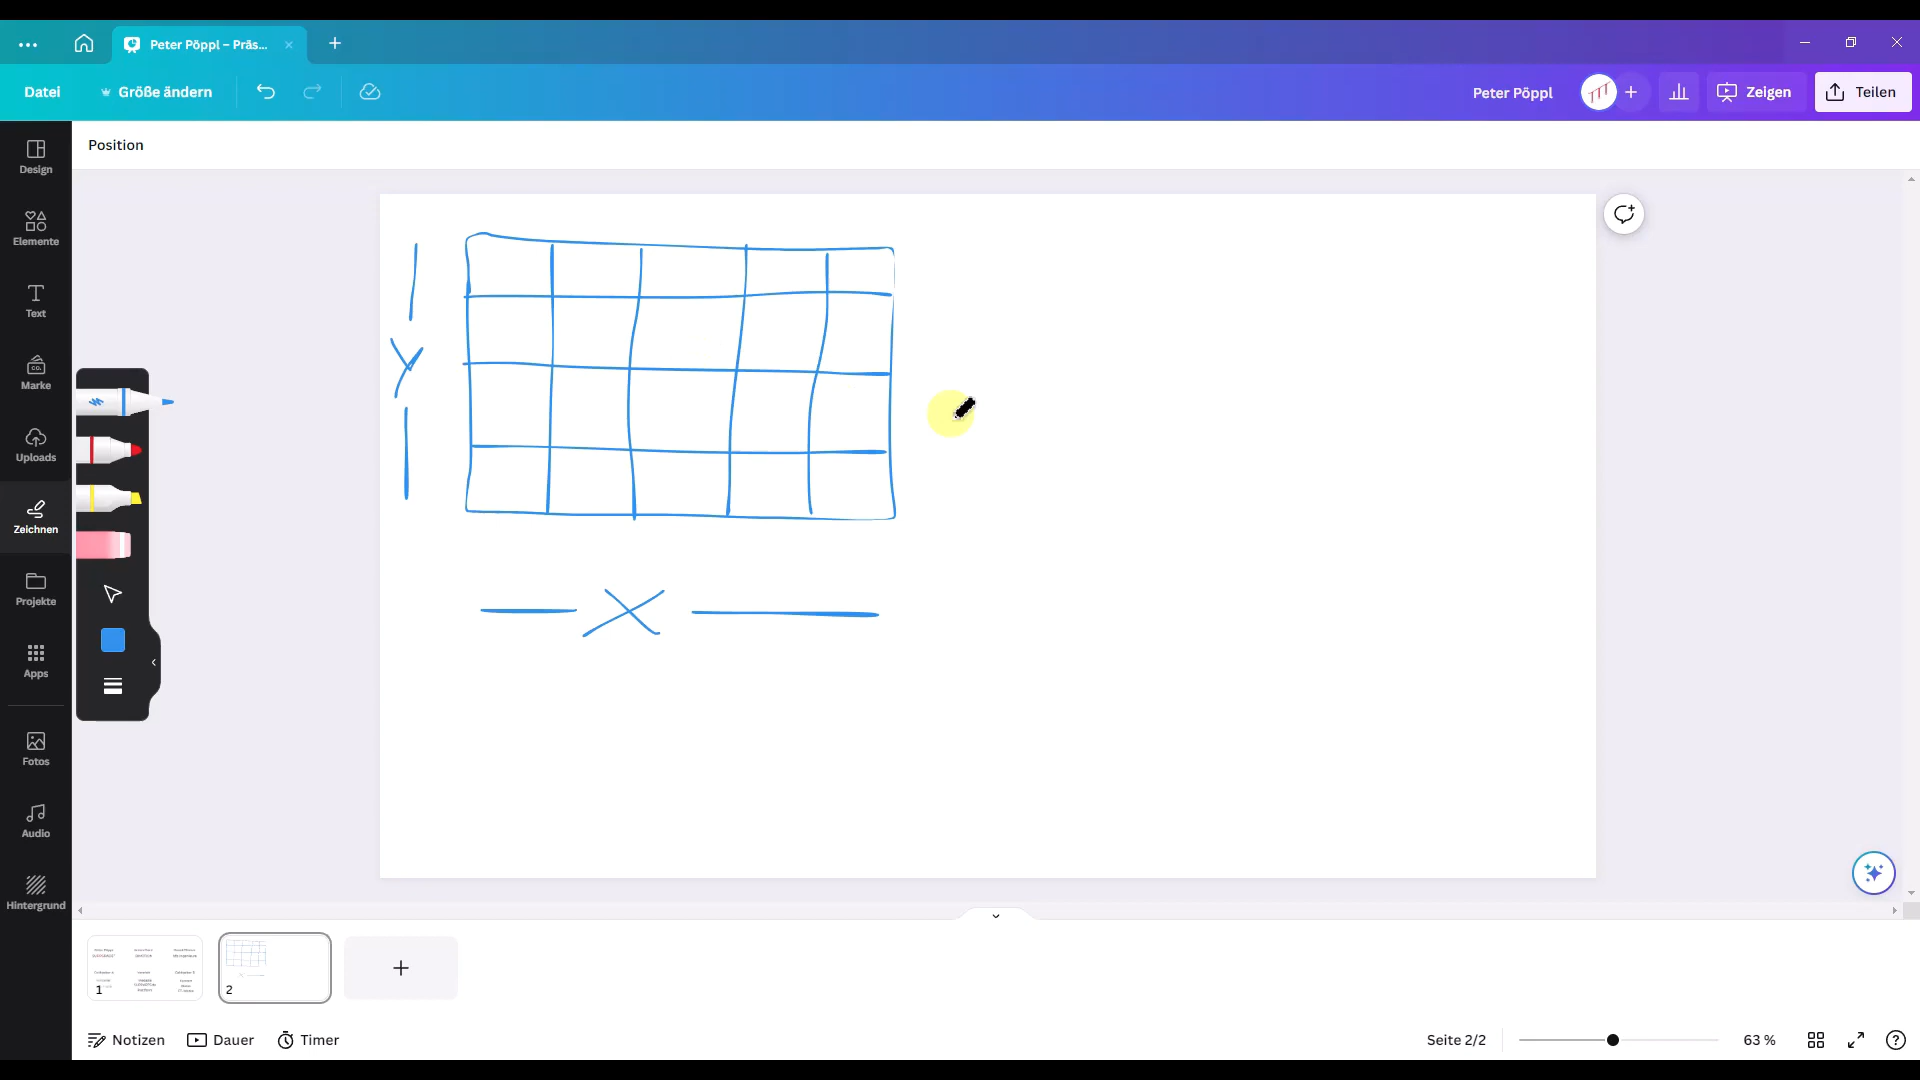 Peter Pöppl – Präs...
Datei
Größe ändern
Peter Pöppl
Zeigen
Teilen
Position
Design
Elemente
Text
CO.
Marke
Uploads
Zeichnen
Projekte
Apps
Fotos
Audio
Hintergrund
Y
X
1
2
Notizen
Dauer
Timer
Seite 2/2
63 %